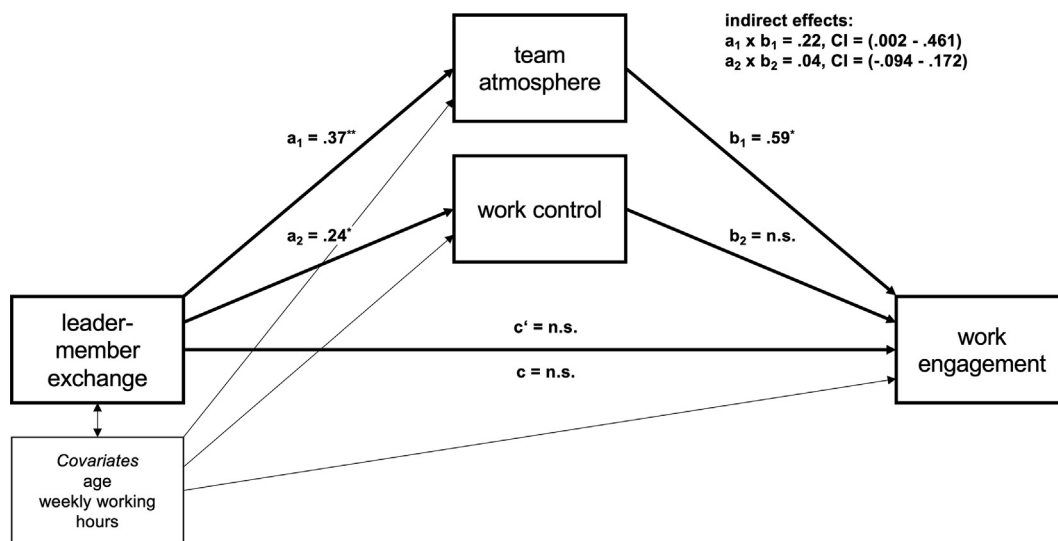 indirect effects:
a₁ x b₁ = .22, CI = (.002 - .461)
a₂ x b₂ = .04, CI = (-.094 - .172)
team
atmosphere
a₁ = .37**
b₁ = .59*
work control
a₂ = .24*
b₂ = n.s.
leader-
member
exchange
c‘ = n.s.
c = n.s.
work
engagement
Covariates
age
weekly working
hours